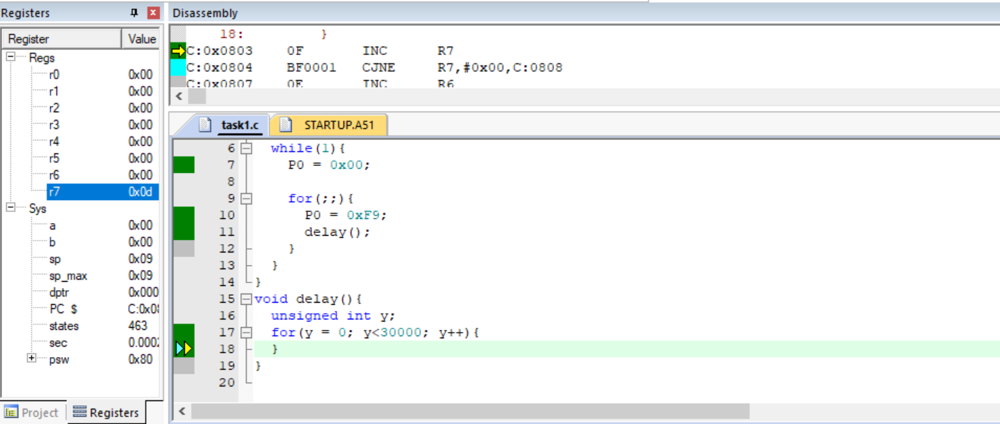 Registers
Register Value
Regs
r0 0x00
r1 0x00
r2 0x00
r3 0x00
r4 0x00
r5 0x00
r6 0x00
r7 0x0d
Sys
a 0x00
b 0x00
sp 0x09
sp_max 0x09
dptr 0x000
PC $ C:0x08
states 463
sec 0.0002
psw 0x80
Project Registers
Disassembly
18: }
C:0x0803 0F INC R7
C:0x0804 BF0001 CJNE R7,#0x00,C:0808
C:0x0807 0E INC R6
task1.c STARTUP.A51
6 while(1){
7 P0 = 0x00;
8
9 for(;;){
10 P0 = 0xF9;
11 delay();
12 }
13 }
14 }
15 void delay(){
16 unsigned int y;
17 for(y = 0; y<30000; y++){
18 }
19 }
20